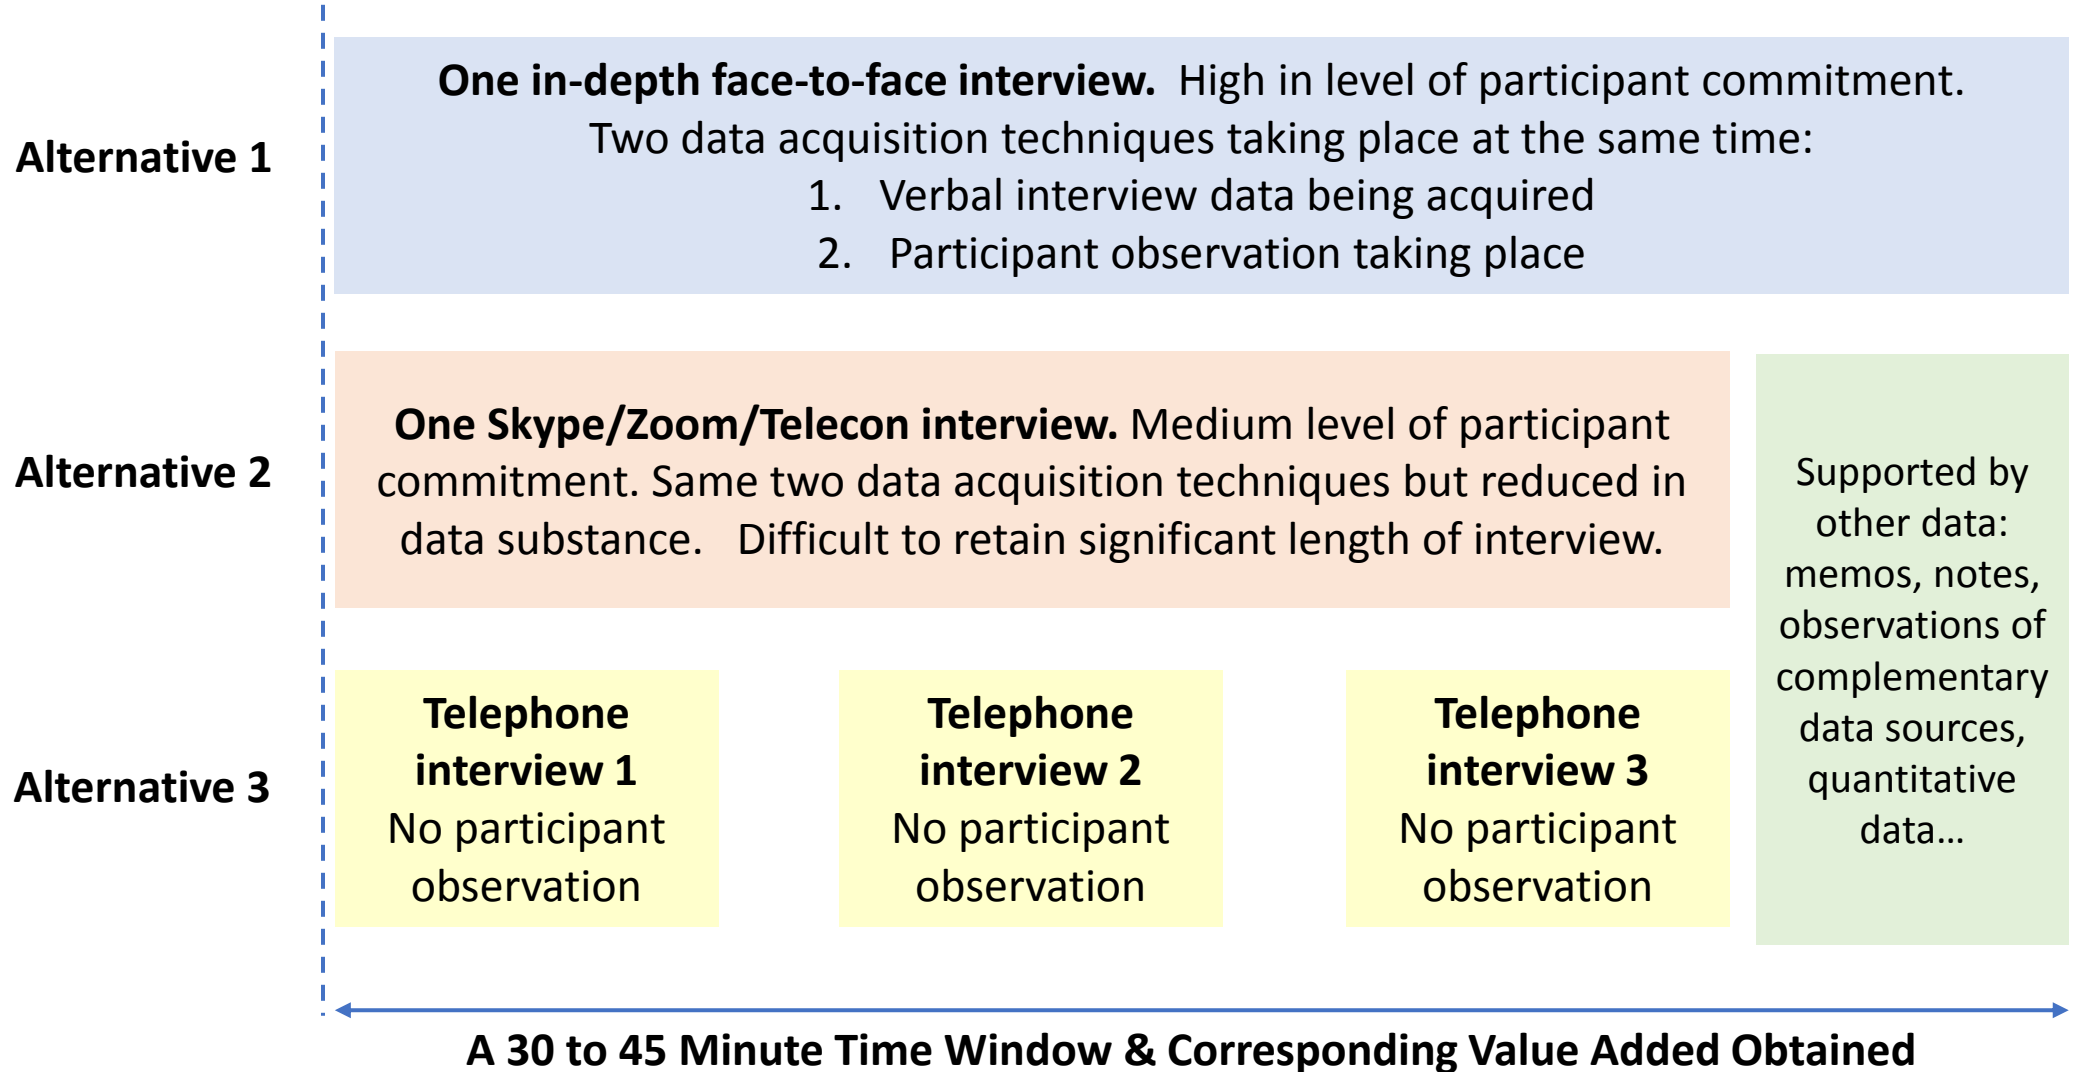 Alternative 1
One in-depth face-to-face interview.  High in level of participant commitment.
Two data acquisition techniques taking place at the same time:
1.   Verbal interview data being acquired
2.   Participant observation taking place
Alternative 2
One Skype/Zoom/Telecon interview. Medium level of participant
commitment. Same two data acquisition techniques but reduced in
data substance.   Difficult to retain significant length of interview.
Supported by
other data:
memos, notes,
observations of
complementary
data sources,
quantitative
data…
Alternative 3
Telephone
interview 1
No participant
observation
Telephone
interview 2
No participant
observation
Telephone
interview 3
No participant
observation
A 30 to 45 Minute Time Window & Corresponding Value Added Obtained